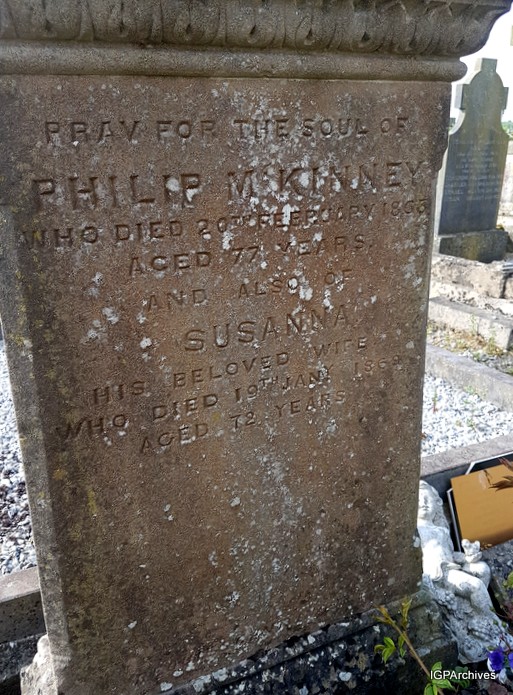 PRAY FOR THE SOUL OF
PHILIP McKINNEY
WHO DIED 20TH FEBRUARY
AGED 77 YEARS
AND ALSO OF
SUSANNA
HIS BELOVED WIFE
WHO DIED 19TH JANY
AGED 72 YEARS
IGPArchives